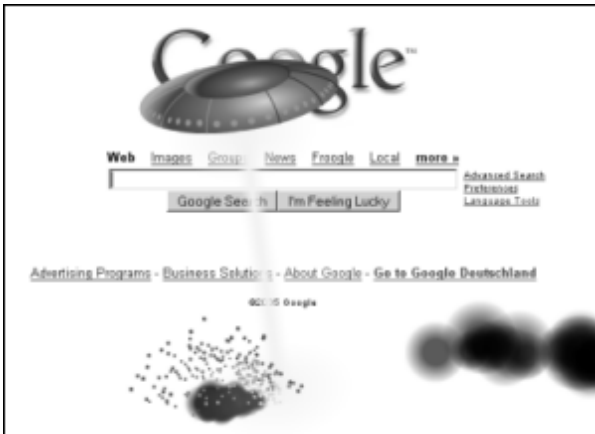 Google™
Web Images Groups News Froogle Local more »
Advanced Search
Preferences
Language Tools
Google Search I'm Feeling Lucky
Advertising Programs - Business Solutions - About Google - Go to Google Deutschland
©2005 Google